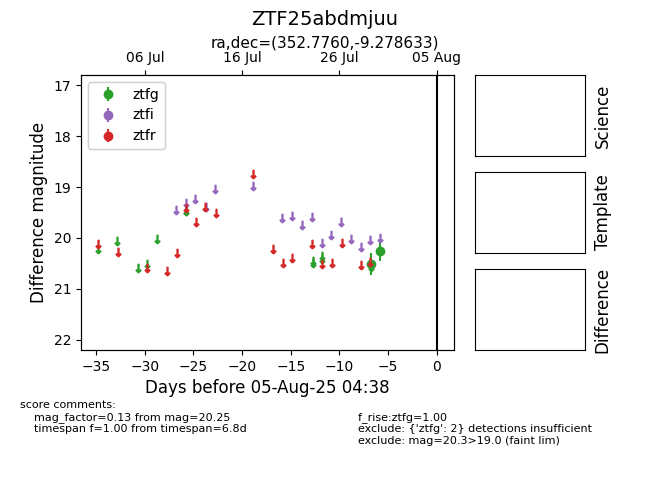 ZTF25abdmjuu
ra,dec=(352.7760,-9.278633)
06 Jul
16 Jul
26 Jul
05 Aug
ztfg
ztfi
ztfr
17
18
19
20
21
22
Difference magnitude
−35
−30
−25
−20
−15
−10
−5
0
Days before 05-Aug-25 04:38
Science
Template
Difference
score comments:
mag_factor=0.13 from mag=20.25
timespan f=1.00 from timespan=6.8d
f_rise:ztfg=1.00
exclude: {'ztfg': 2} detections insufficient
exclude: mag=20.3>19.0 (faint lim)